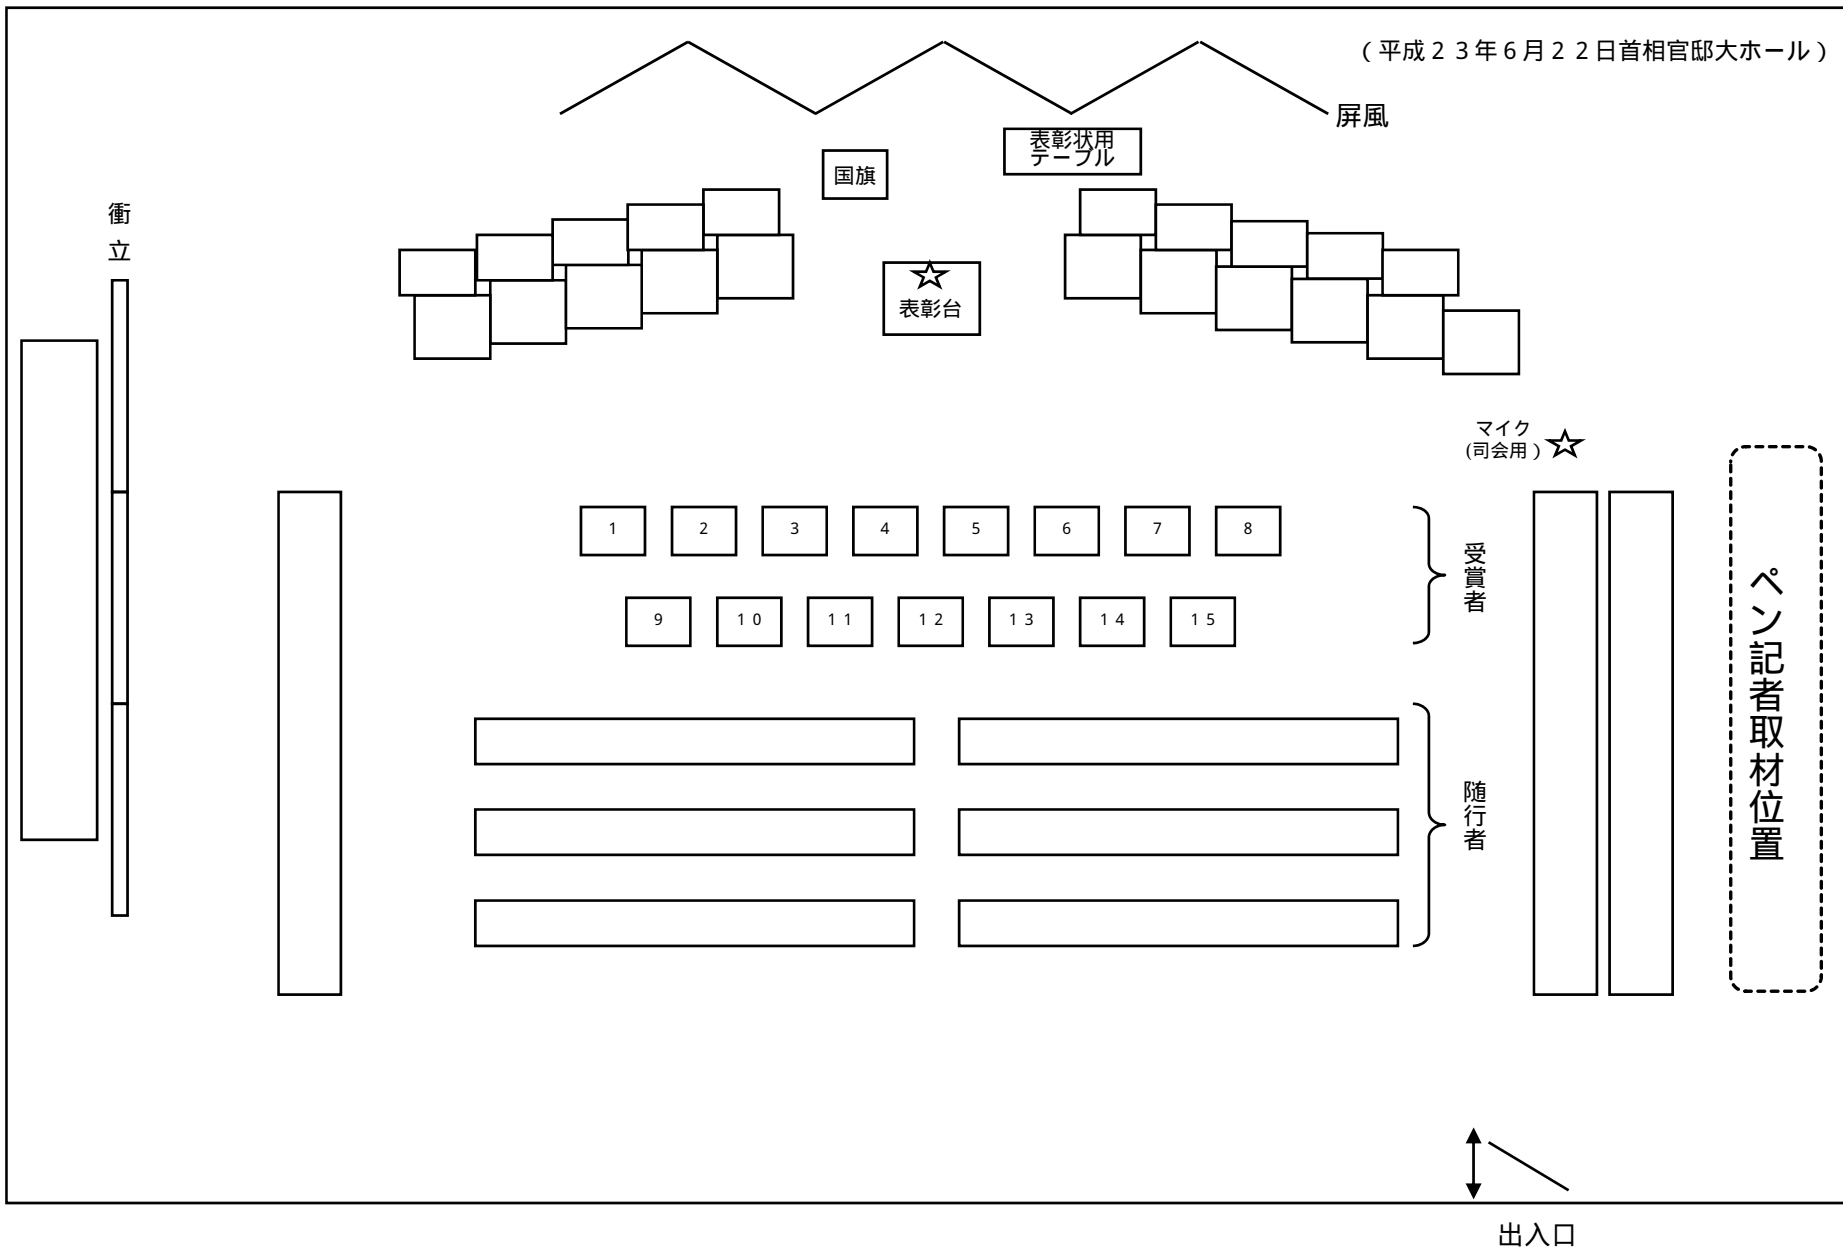 （平成２３年６月２２日首相官邸大ホール）
屏風
表彰状用
テーブル
国旗
衝立
表彰台
マイク
(司会用）
1
2
3
4
5
6
7
8
受賞者
9
１０
１１
１２
１３
１４
１５
ペン記者取材位置
随行者
出入口